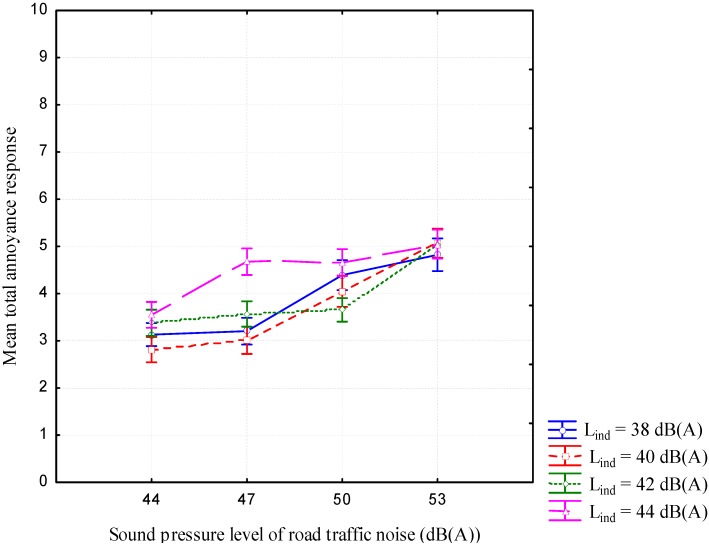 10
9
8
7
6
5
4
3
2
1
0
Mean total annoyance response
44 47 50 53
Sound pressure level of road traffic noise (dB(A))
Lind = 38 dB(A)
Lind = 40 dB(A)
Lind = 42 dB(A)
Lind = 44 dB(A)